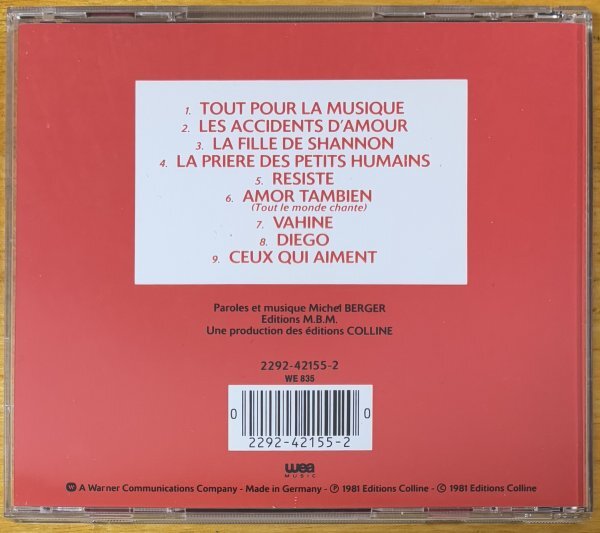 1. TOUT POUR LA MUSIQUE
2. LES ACCIDENTS D'AMOUR
3. LA FILLE DE SHANNON
4. LA PRIERE DES PETITS HUMAINS
5. RESISTE
6. AMOR TAMBIEN
(Tout le monde chante)
7. VAHINE
8. DIEGO
9. CEUX QUI AIMENT
Paroles et musique Michel BERGER
Editions M.B.M.
Une production des éditions COLLINE
2292-42155-2
WE 835
0 0
2292-42155-2
wea
MUSIC
A Warner Communications Company - Made in Germany - Ⓟ 1981 Editions Colline - © 1981 Editions Colline